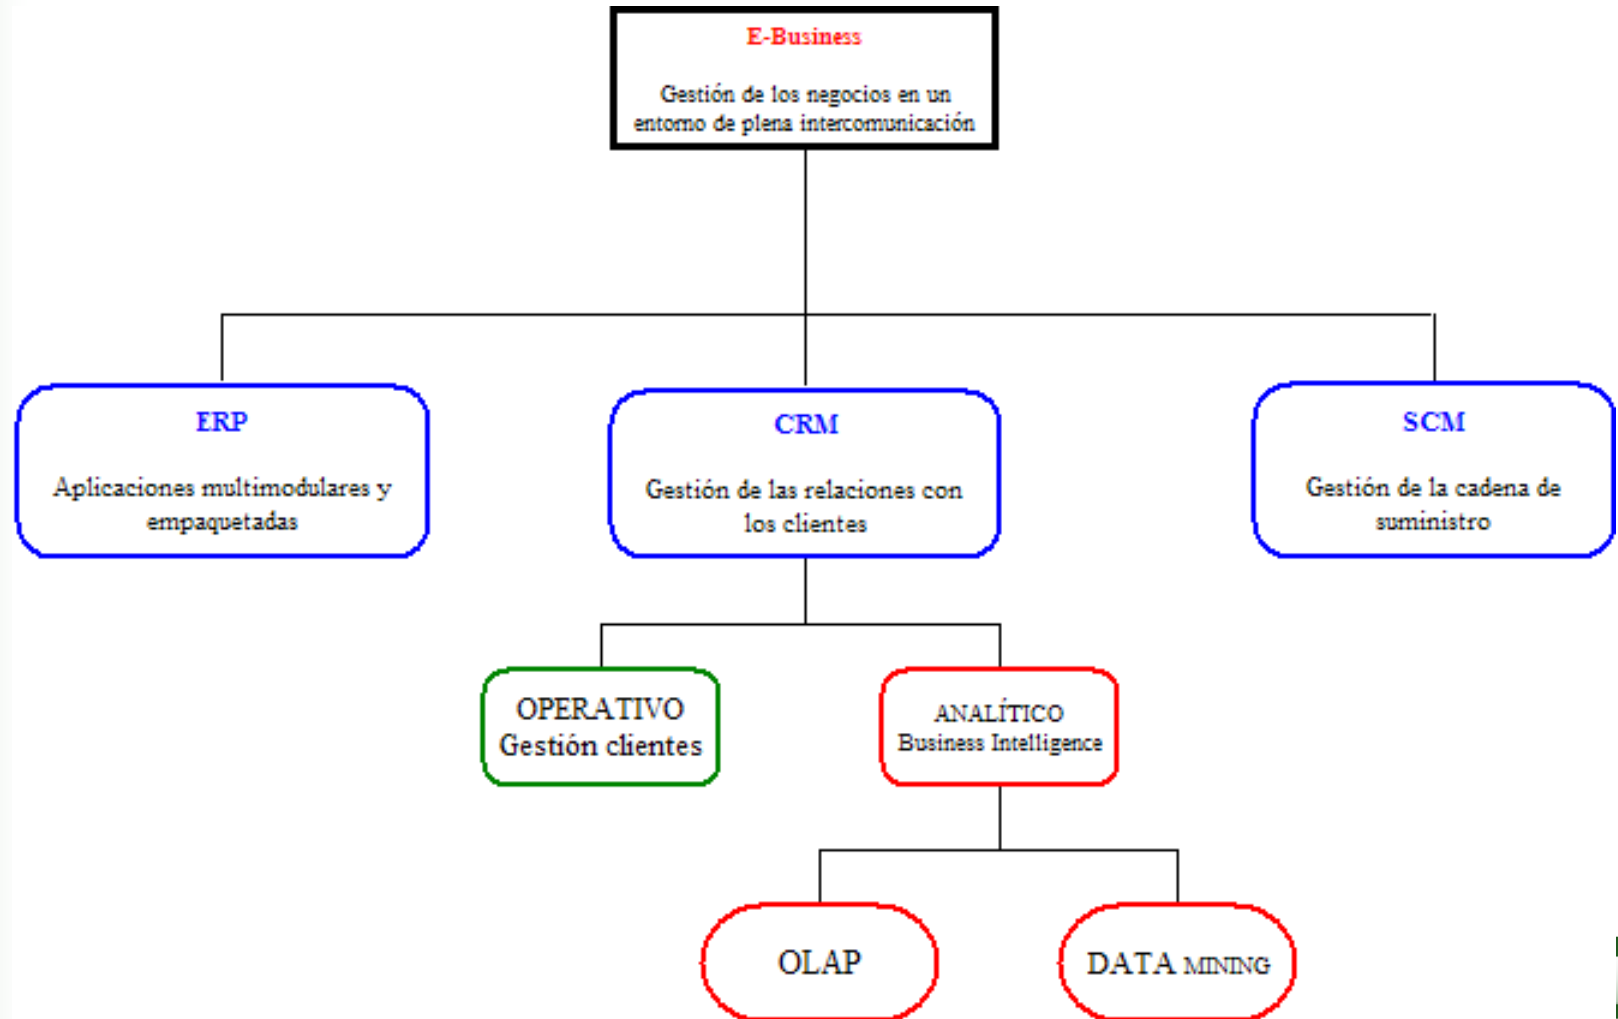 E-Business
Gestión de los negocios en un
entorno de plena intercomunicación
ERP
Aplicaciones multimodulares y
empaquetadas
CRM
Gestión de las relaciones con
los clientes
SCM
Gestión de la cadena de
suministro
OPERATIVO
Gestión clientes
ANALÍTICO
Business Intelligence
OLAP
DATA MINING